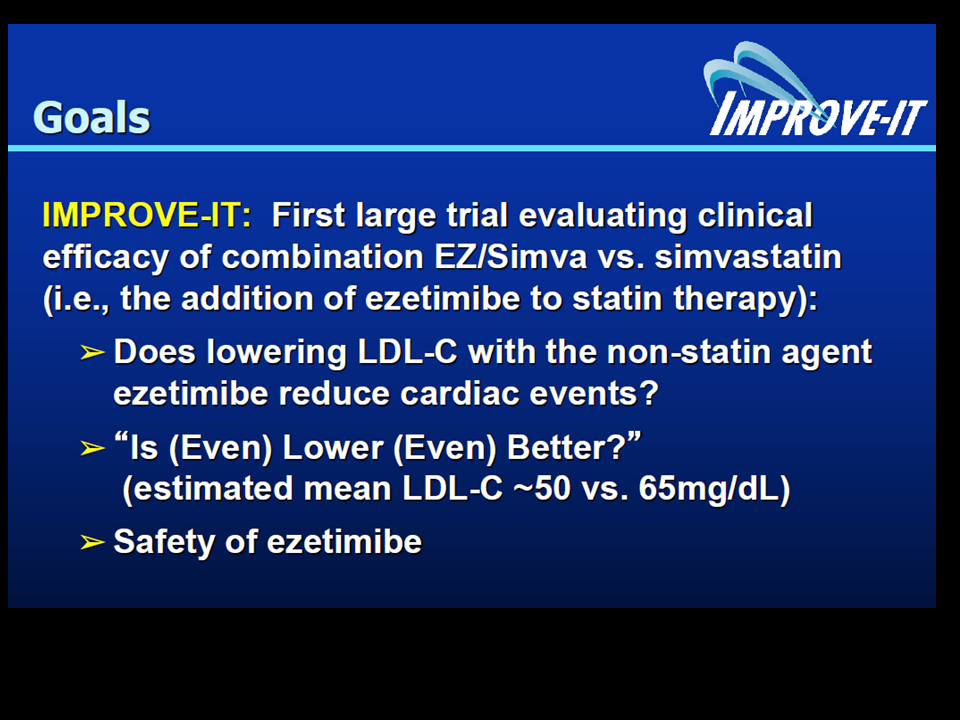 Goals
IMPROVE-IT
IMPROVE-IT: First large trial evaluating clinical
efficacy of combination EZ/Simva vs. simvastatin
(i.e., the addition of ezetimibe to statin therapy):
➢ Does lowering LDL-C with the non-statin agent
ezetimibe reduce cardiac events?
➢ “Is (Even) Lower (Even) Better?”
(estimated mean LDL-C ~50 vs. 65mg/dL)
➢ Safety of ezetimibe